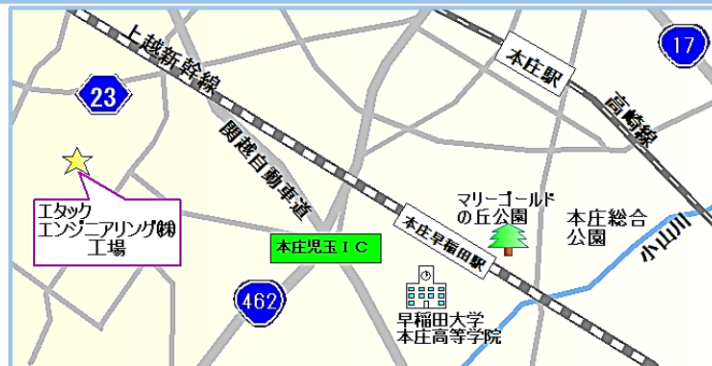 上越新幹線
本庄駅
17
23
高崎線
関越自動車道
エタック
エンジニアリング㈱
工場
マリーゴールド
の丘公園
本庄総合
公園
小山川
本庄児玉IC
本庄早稲田駅
462
早稲田大学
本庄高等学院